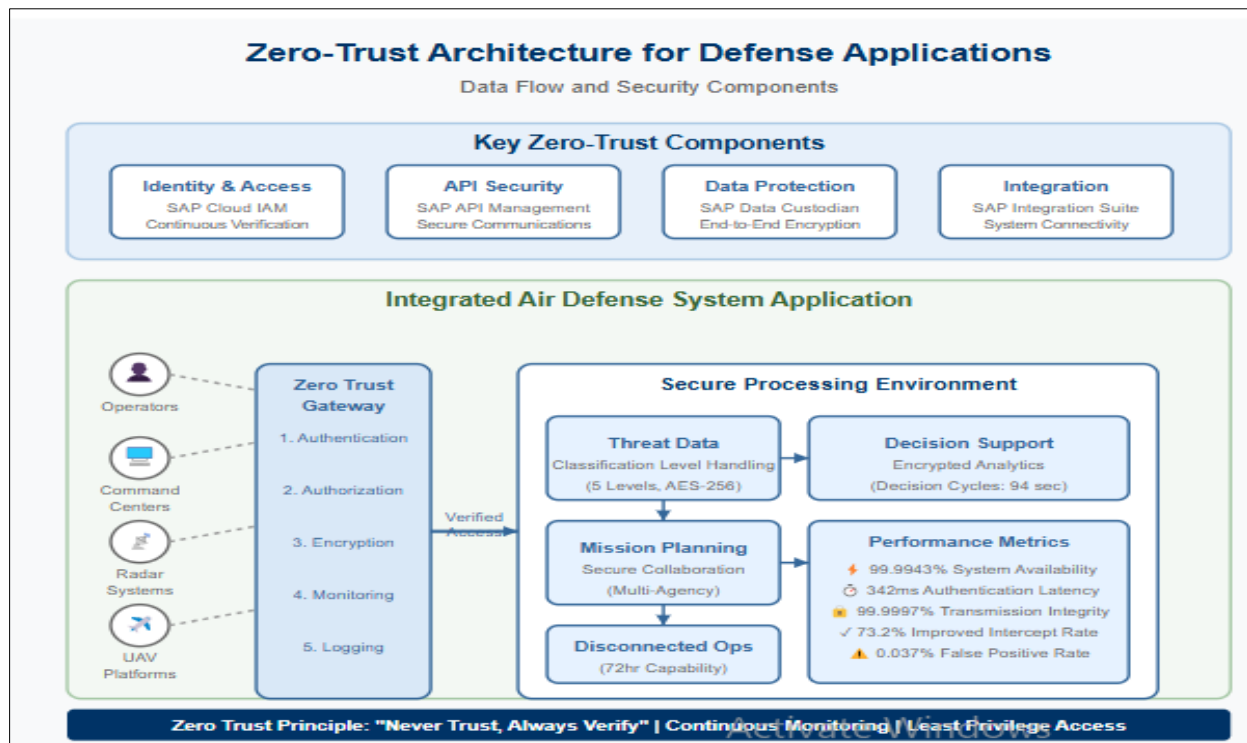 Zero-Trust Architecture for Defense Applications
Data Flow and Security Components
Key Zero-Trust Components
Identity & Access
SAP Cloud IAM
Continuous Verification
API Security
SAP API Management
Secure Communications
Data Protection
SAP Data Custodian
End-to-End Encryption
Integration
SAP Integration Suite
System Connectivity
Integrated Air Defense System Application
Operators
Command
Centers
Radar
Systems
UAV
Platforms
Zero Trust
Gateway
1. Authentication
2. Authorization
3. Encryption
4. Monitoring
5. Logging
Verified
Access
Secure Processing Environment
Threat Data
Classification Level Handling
(5 Levels, AES-256)
Decision Support
Encrypted Analytics
(Decision Cycles: 94 sec)
Mission Planning
Secure Collaboration
(Multi-Agency)
Performance Metrics
99.9943% System Availability
342ms Authentication Latency
99.9997% Transmission Integrity
✓ 73.2% Improved Intercept Rate
0.037% False Positive Rate
Disconnected Ops
(72hr Capability)
Zero Trust Principle: "Never Trust, Always Verify" | Continuous Monitoring | Least Privilege Access
Activate Windows